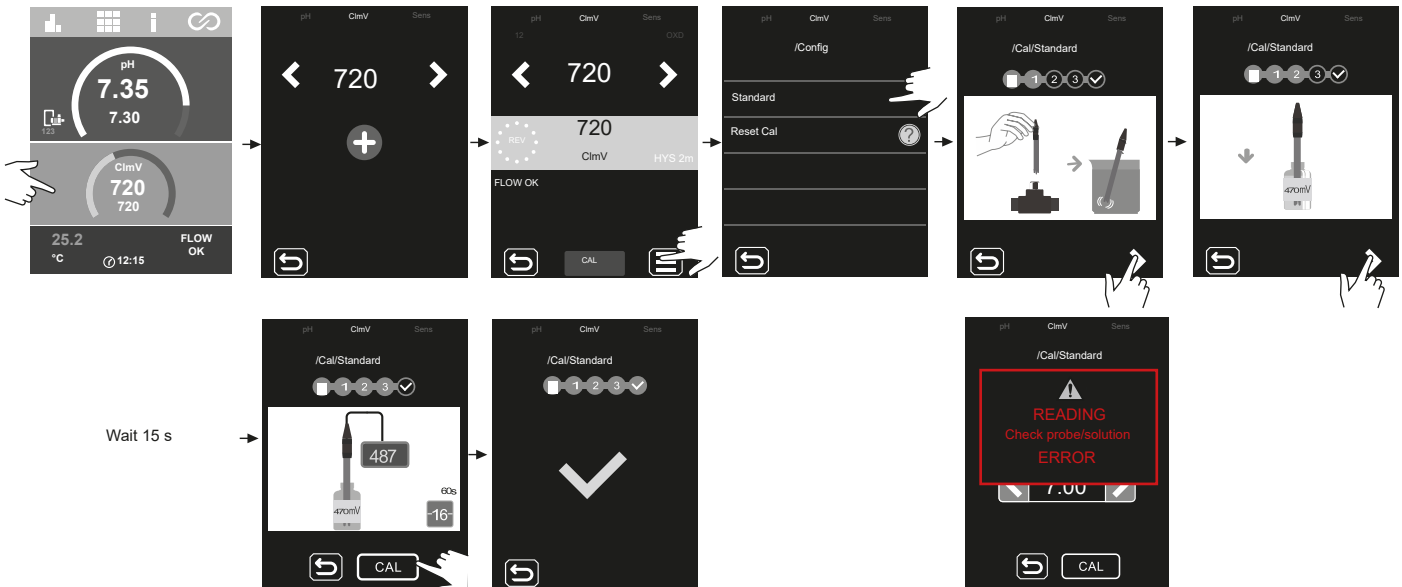 pH
7.35
7.30
123
ClmV
720
720
25.2
°C
12:15
FLOW
OK
pH ClmV Sens
720
pH ClmV Sens
12 OXD
720
REV
720
ClmV
HYS 2m
FLOW OK
CAL
pH ClmV Sens
/Config
Standard
Reset Cal
?
pH ClmV Sens
/Cal/Standard
1 2 3
pH ClmV Sens
/Cal/Standard
1 2 3
470mV
Wait 15 s
pH ClmV Sens
/Cal/Standard
1 2 3
487
470mV
60s
-16-
CAL
pH ClmV Sens
/Cal/Standard
1 2 3
pH ClmV Sens
/Cal/Standard
READING
Check probe/solution
ERROR
7.00
CAL